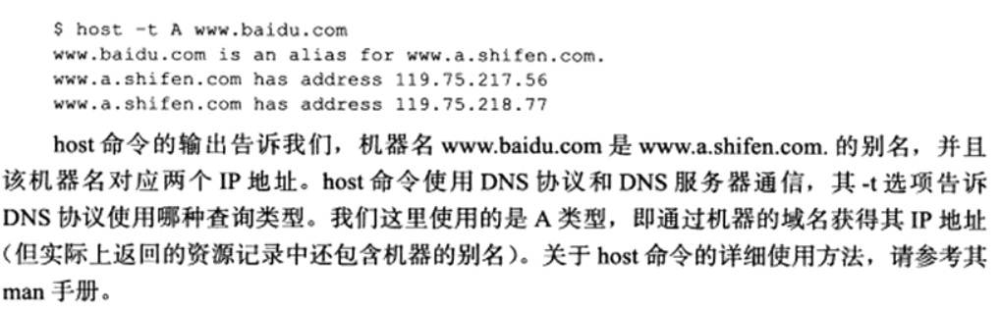 $ host -t A www.baidu.com
www.baidu.com is an alias for www.a.shifen.com.
www.a.shifen.com has address 119.75.217.56
www.a.shifen.com has address 119.75.218.77
host 命令的输出告诉我们，机器名 www.baidu.com 是 www.a.shifen.com. 的别名，并且
该机器名对应两个 IP 地址。host 命令使用 DNS 协议和 DNS 服务器通信，其 -t 选项告诉
DNS 协议使用哪种查询类型。我们这里使用的是 A 类型，即通过机器的域名获得其 IP 地址
（但实际上返回的资源记录中还包含机器的别名）。关于 host 命令的详细使用方法，请参考其
man 手册。